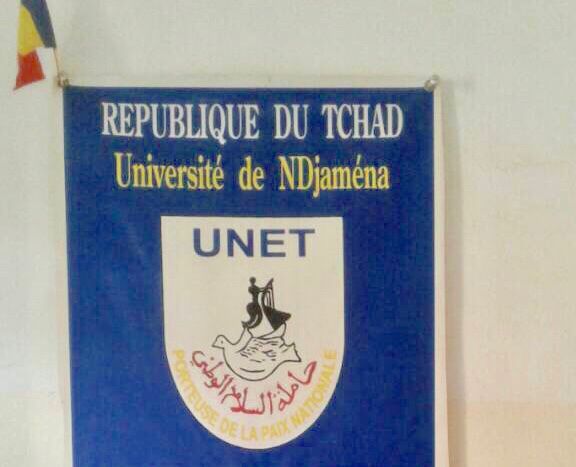 REPUBLIQUE DU TCHAD
Université de NDjaména
UNET
حاملة السلام الوطني
PORTEUSE DE LA PAIX NATIONALE